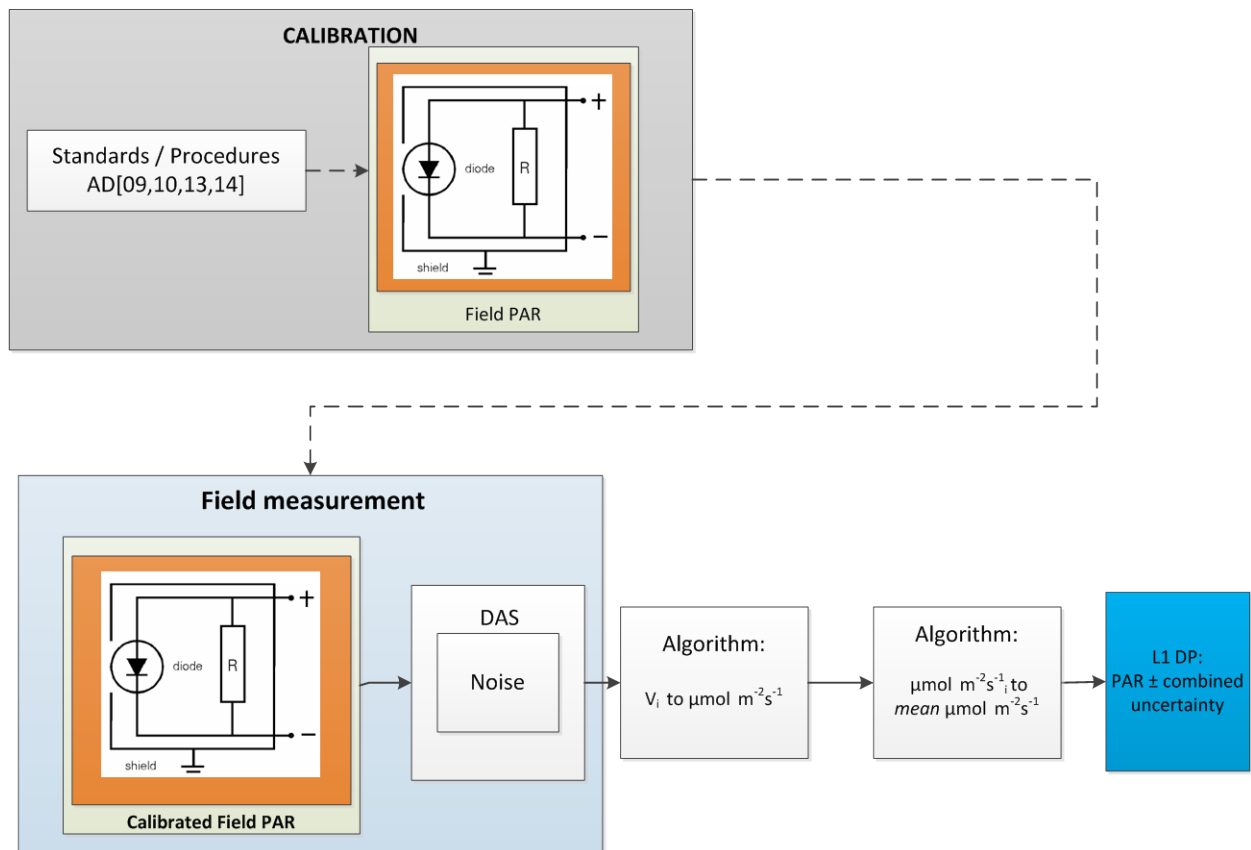 CALIBRATION
Standards / Procedures
AD[09,10,13,14]
+
diode
R
−
shield
Field PAR
Field measurement
+
diode
R
−
shield
Calibrated Field PAR
DAS
Noise
Algorithm:
Vᵢ to µmol m⁻²s⁻¹
Algorithm:
µmol m⁻²s⁻¹ᵢ to
mean µmol m⁻²s⁻¹
L1 DP:
PAR ± combined
uncertainty